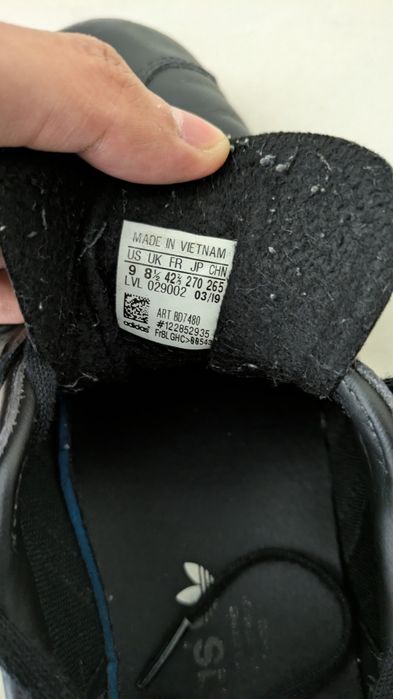 MADE IN VIETNAM
US UK FR JP CHN
9 8½ 42⅔ 270 265
LVL 029002 03/19
ART BD7480
#122852935
adidas